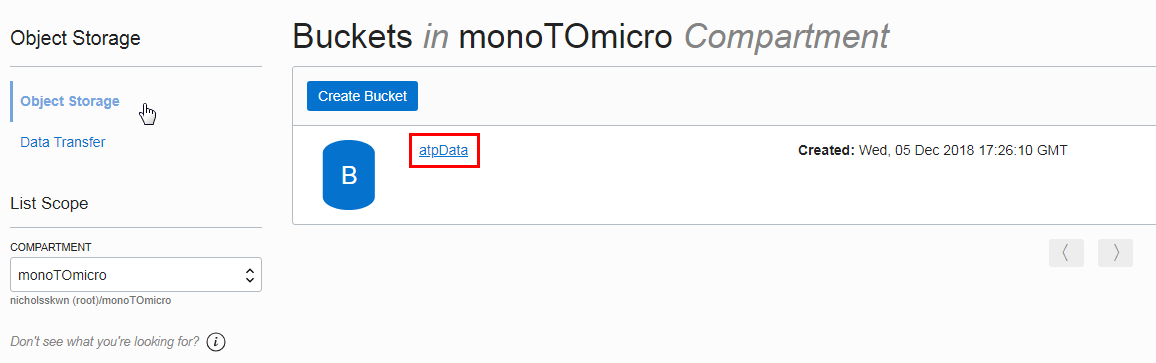 Object Storage
Object Storage
Data Transfer
List Scope
COMPARTMENT
monoTOmicro
nicholsskwn (root)/monoTOmicro
Don't see what you're looking for? i
Buckets in monoTOmicro Compartment
Create Bucket
B
atpData
Created: Wed, 05 Dec 2018 17:26:10 GMT